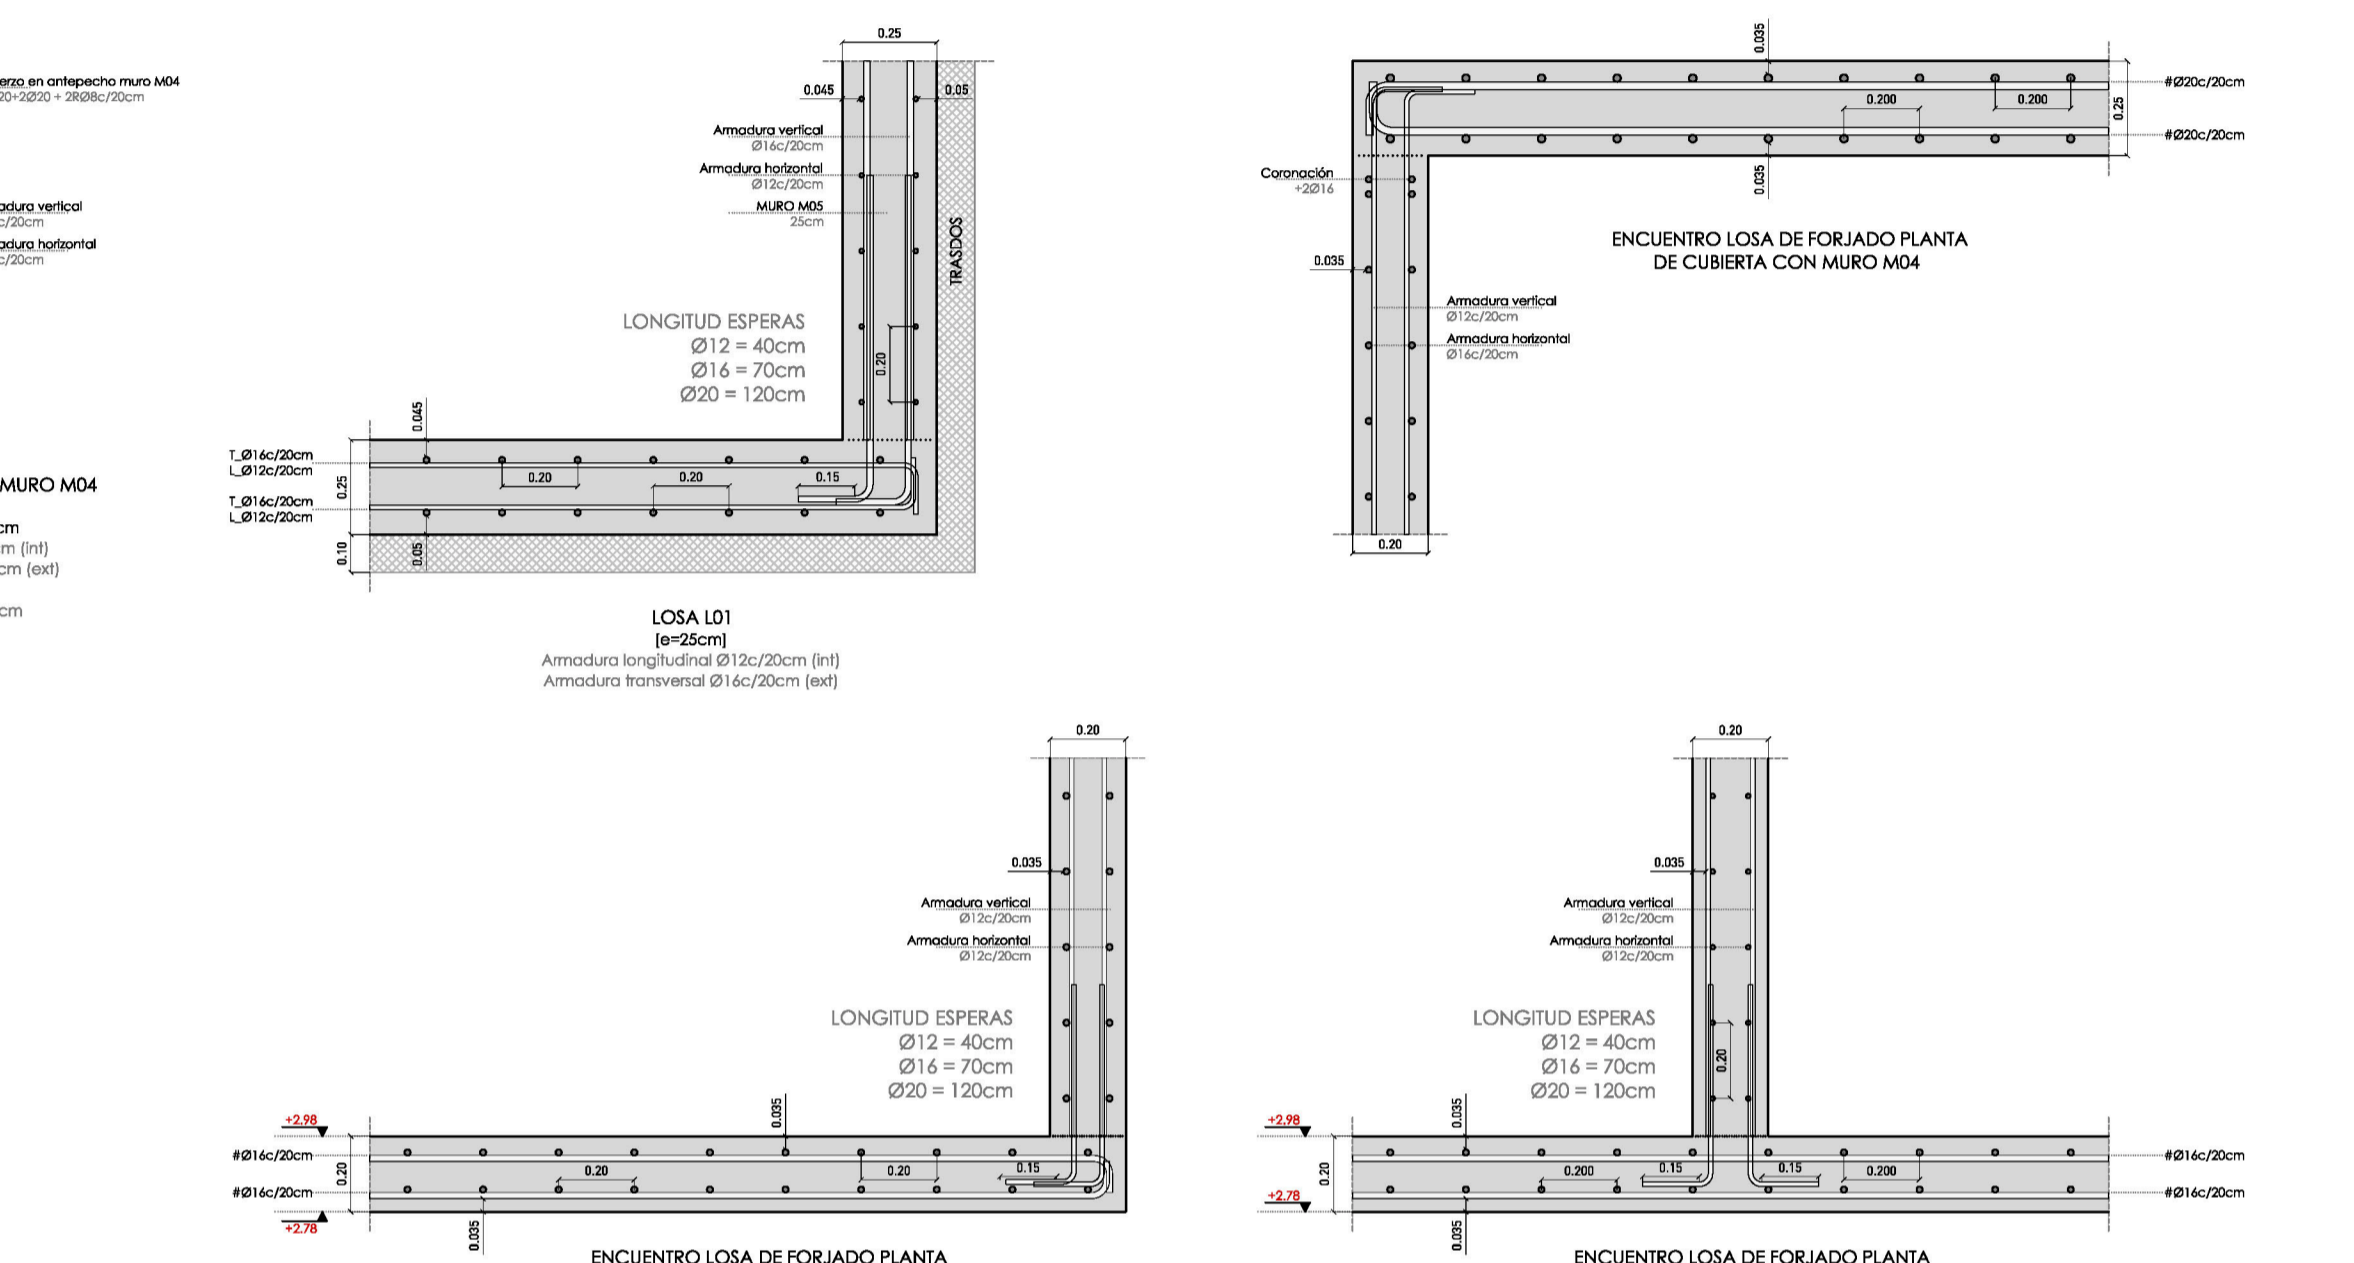 erzo en antepecho muro M04
20+2Ø20 + 2RØ8c/20cm
adura vertical
c/20cm
adura horizontal
c/20cm
MURO M04
cm
m (int)
cm (ext)
cm
0.25
0.045
0.05
Armadura vertical
Ø16c/20cm
Armadura horizontal
Ø12c/20cm
MURO M05
25cm
TRASDOS
LONGITUD ESPERAS
Ø12 = 40cm
Ø16 = 70cm
Ø20 = 120cm
0.20
0.045
T_Ø16c/20cm
L_Ø12c/20cm
T_Ø16c/20cm
L_Ø12c/20cm
0.25
0.20
0.20
0.15
0.10
0.05
LOSA L01
[e=25cm]
Armadura longitudinal Ø12c/20cm (int)
Armadura transversal Ø16c/20cm (ext)
0.035
#Ø20c/20cm
0.200
0.200
0.25
#Ø20c/20cm
Coronación
+2Ø16
0.035
ENCUENTRO LOSA DE FORJADO PLANTA
DE CUBIERTA CON MURO M04
0.035
Armadura vertical
Ø12c/20cm
Armadura horizontal
Ø16c/20cm
0.20
0.20
0.035
Armadura vertical
Ø12c/20cm
Armadura horizontal
Ø12c/20cm
LONGITUD ESPERAS
Ø12 = 40cm
Ø16 = 70cm
Ø20 = 120cm
0.035
+2.98
#Ø16c/20cm
0.20
0.20
0.20
0.15
#Ø16c/20cm
+2.78
0.035
ENCUENTRO LOSA DE FORJADO PLANTA
0.20
0.035
Armadura vertical
Ø12c/20cm
Armadura horizontal
Ø12c/20cm
LONGITUD ESPERAS
Ø12 = 40cm
Ø16 = 70cm
Ø20 = 120cm
0.20
0.035
+2.98
#Ø16c/20cm
0.20
0.200
0.15
0.15
0.200
+2.78
#Ø16c/20cm
0.035
ENCUENTRO LOSA DE FORJADO PLANTA